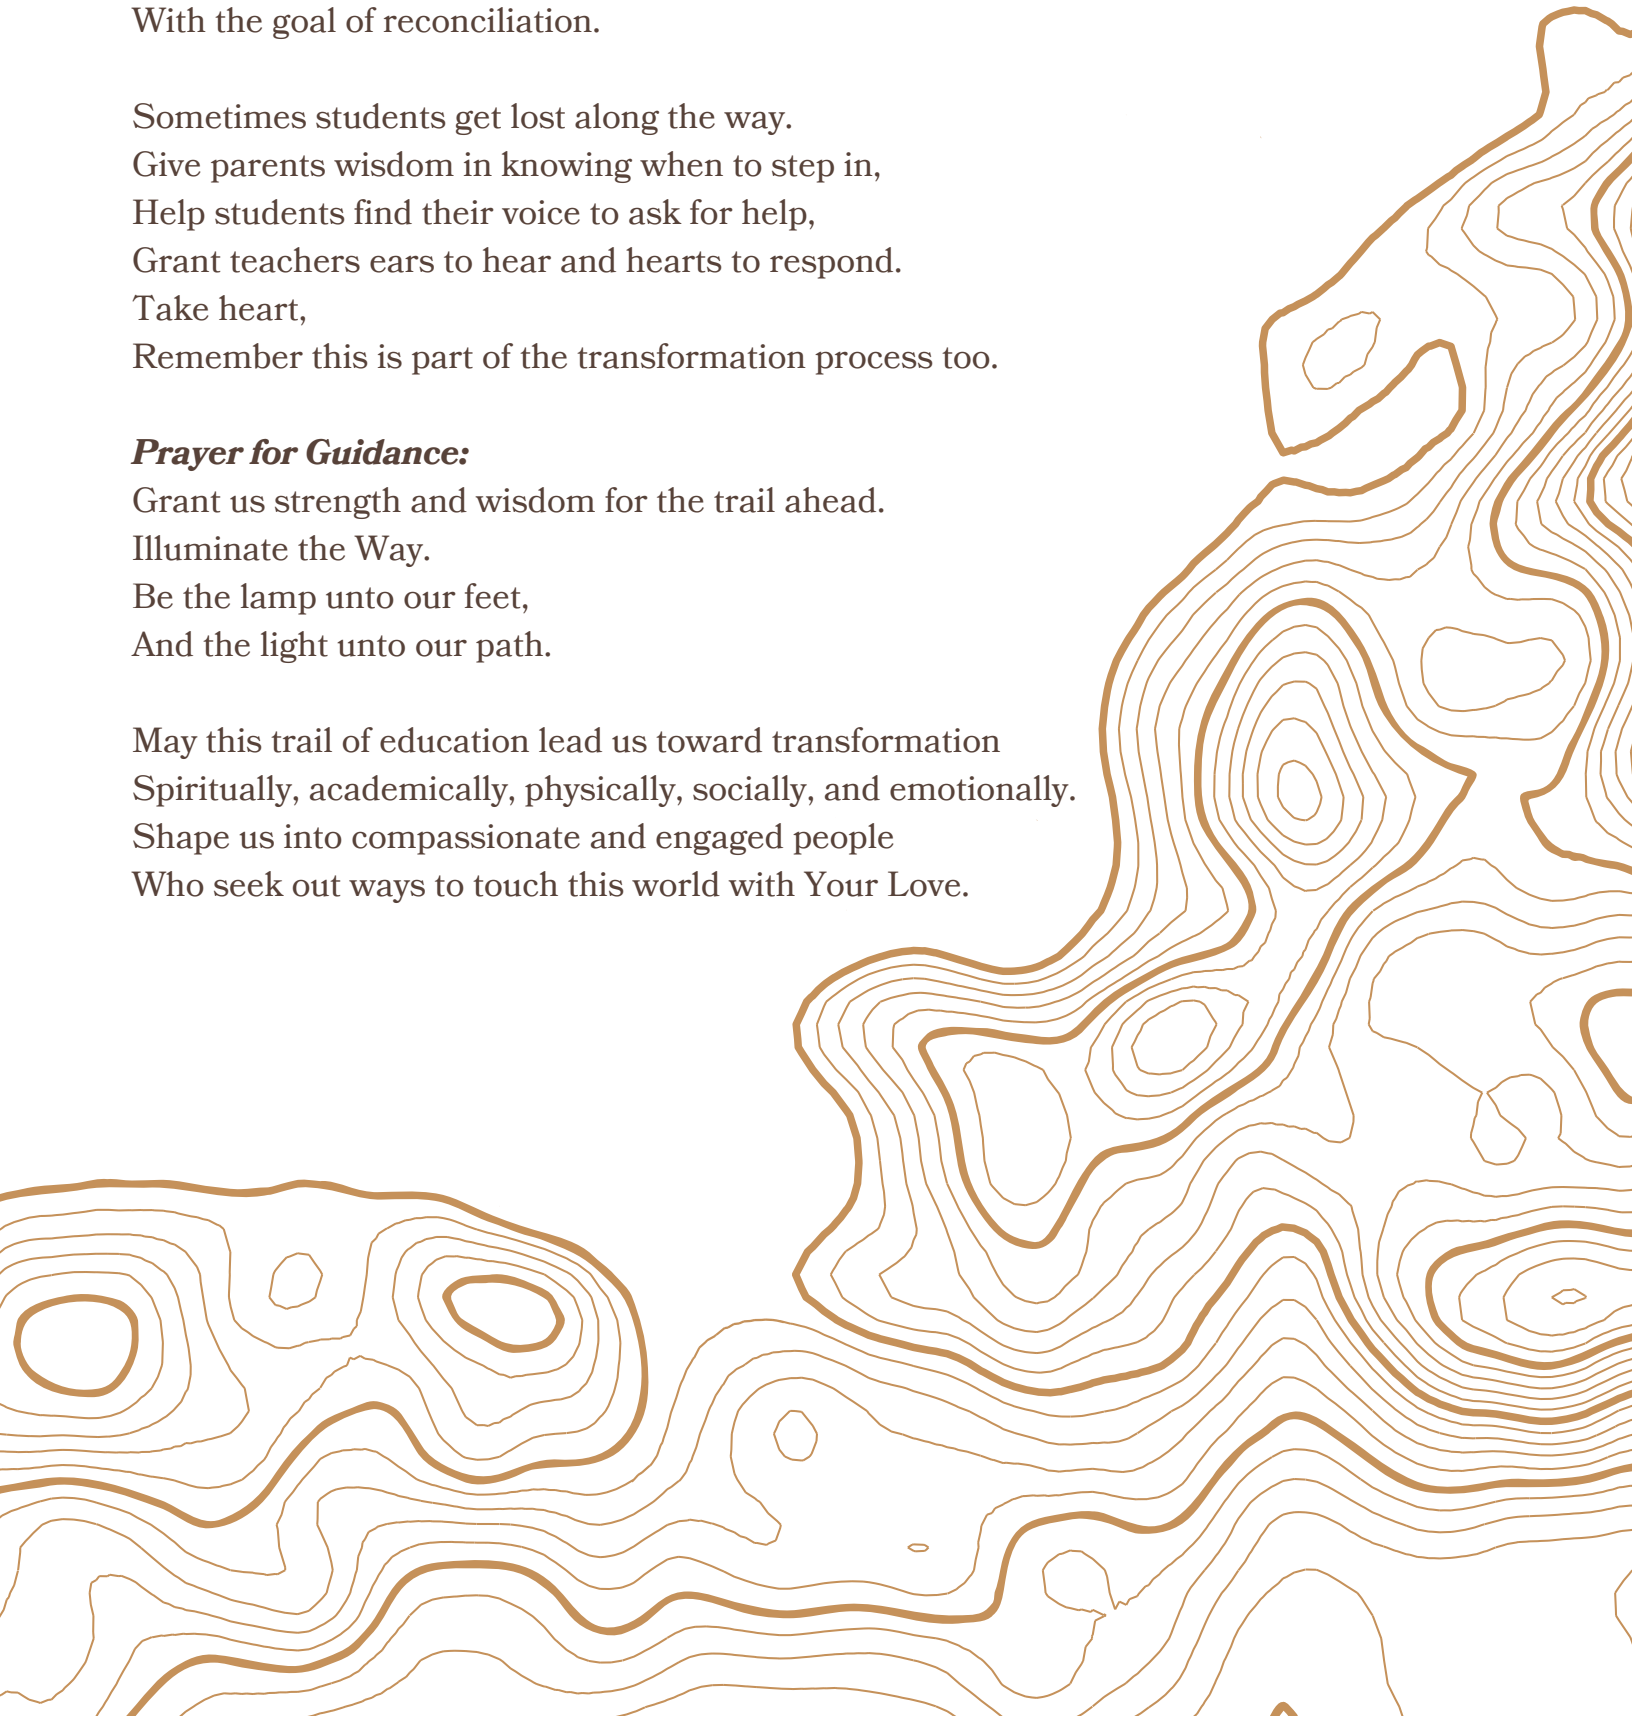 With the goal of reconciliation.
Sometimes students get lost along the way.
Give parents wisdom in knowing when to step in,
Help students find their voice to ask for help,
Grant teachers ears to hear and hearts to respond.
Take heart,
Remember this is part of the transformation process too.
Prayer for Guidance:
Grant us strength and wisdom for the trail ahead.
Illuminate the Way.
Be the lamp unto our feet,
And the light unto our path.
May this trail of education lead us toward transformation
Spiritually, academically, physically, socially, and emotionally.
Shape us into compassionate and engaged people
Who seek out ways to touch this world with Your Love.